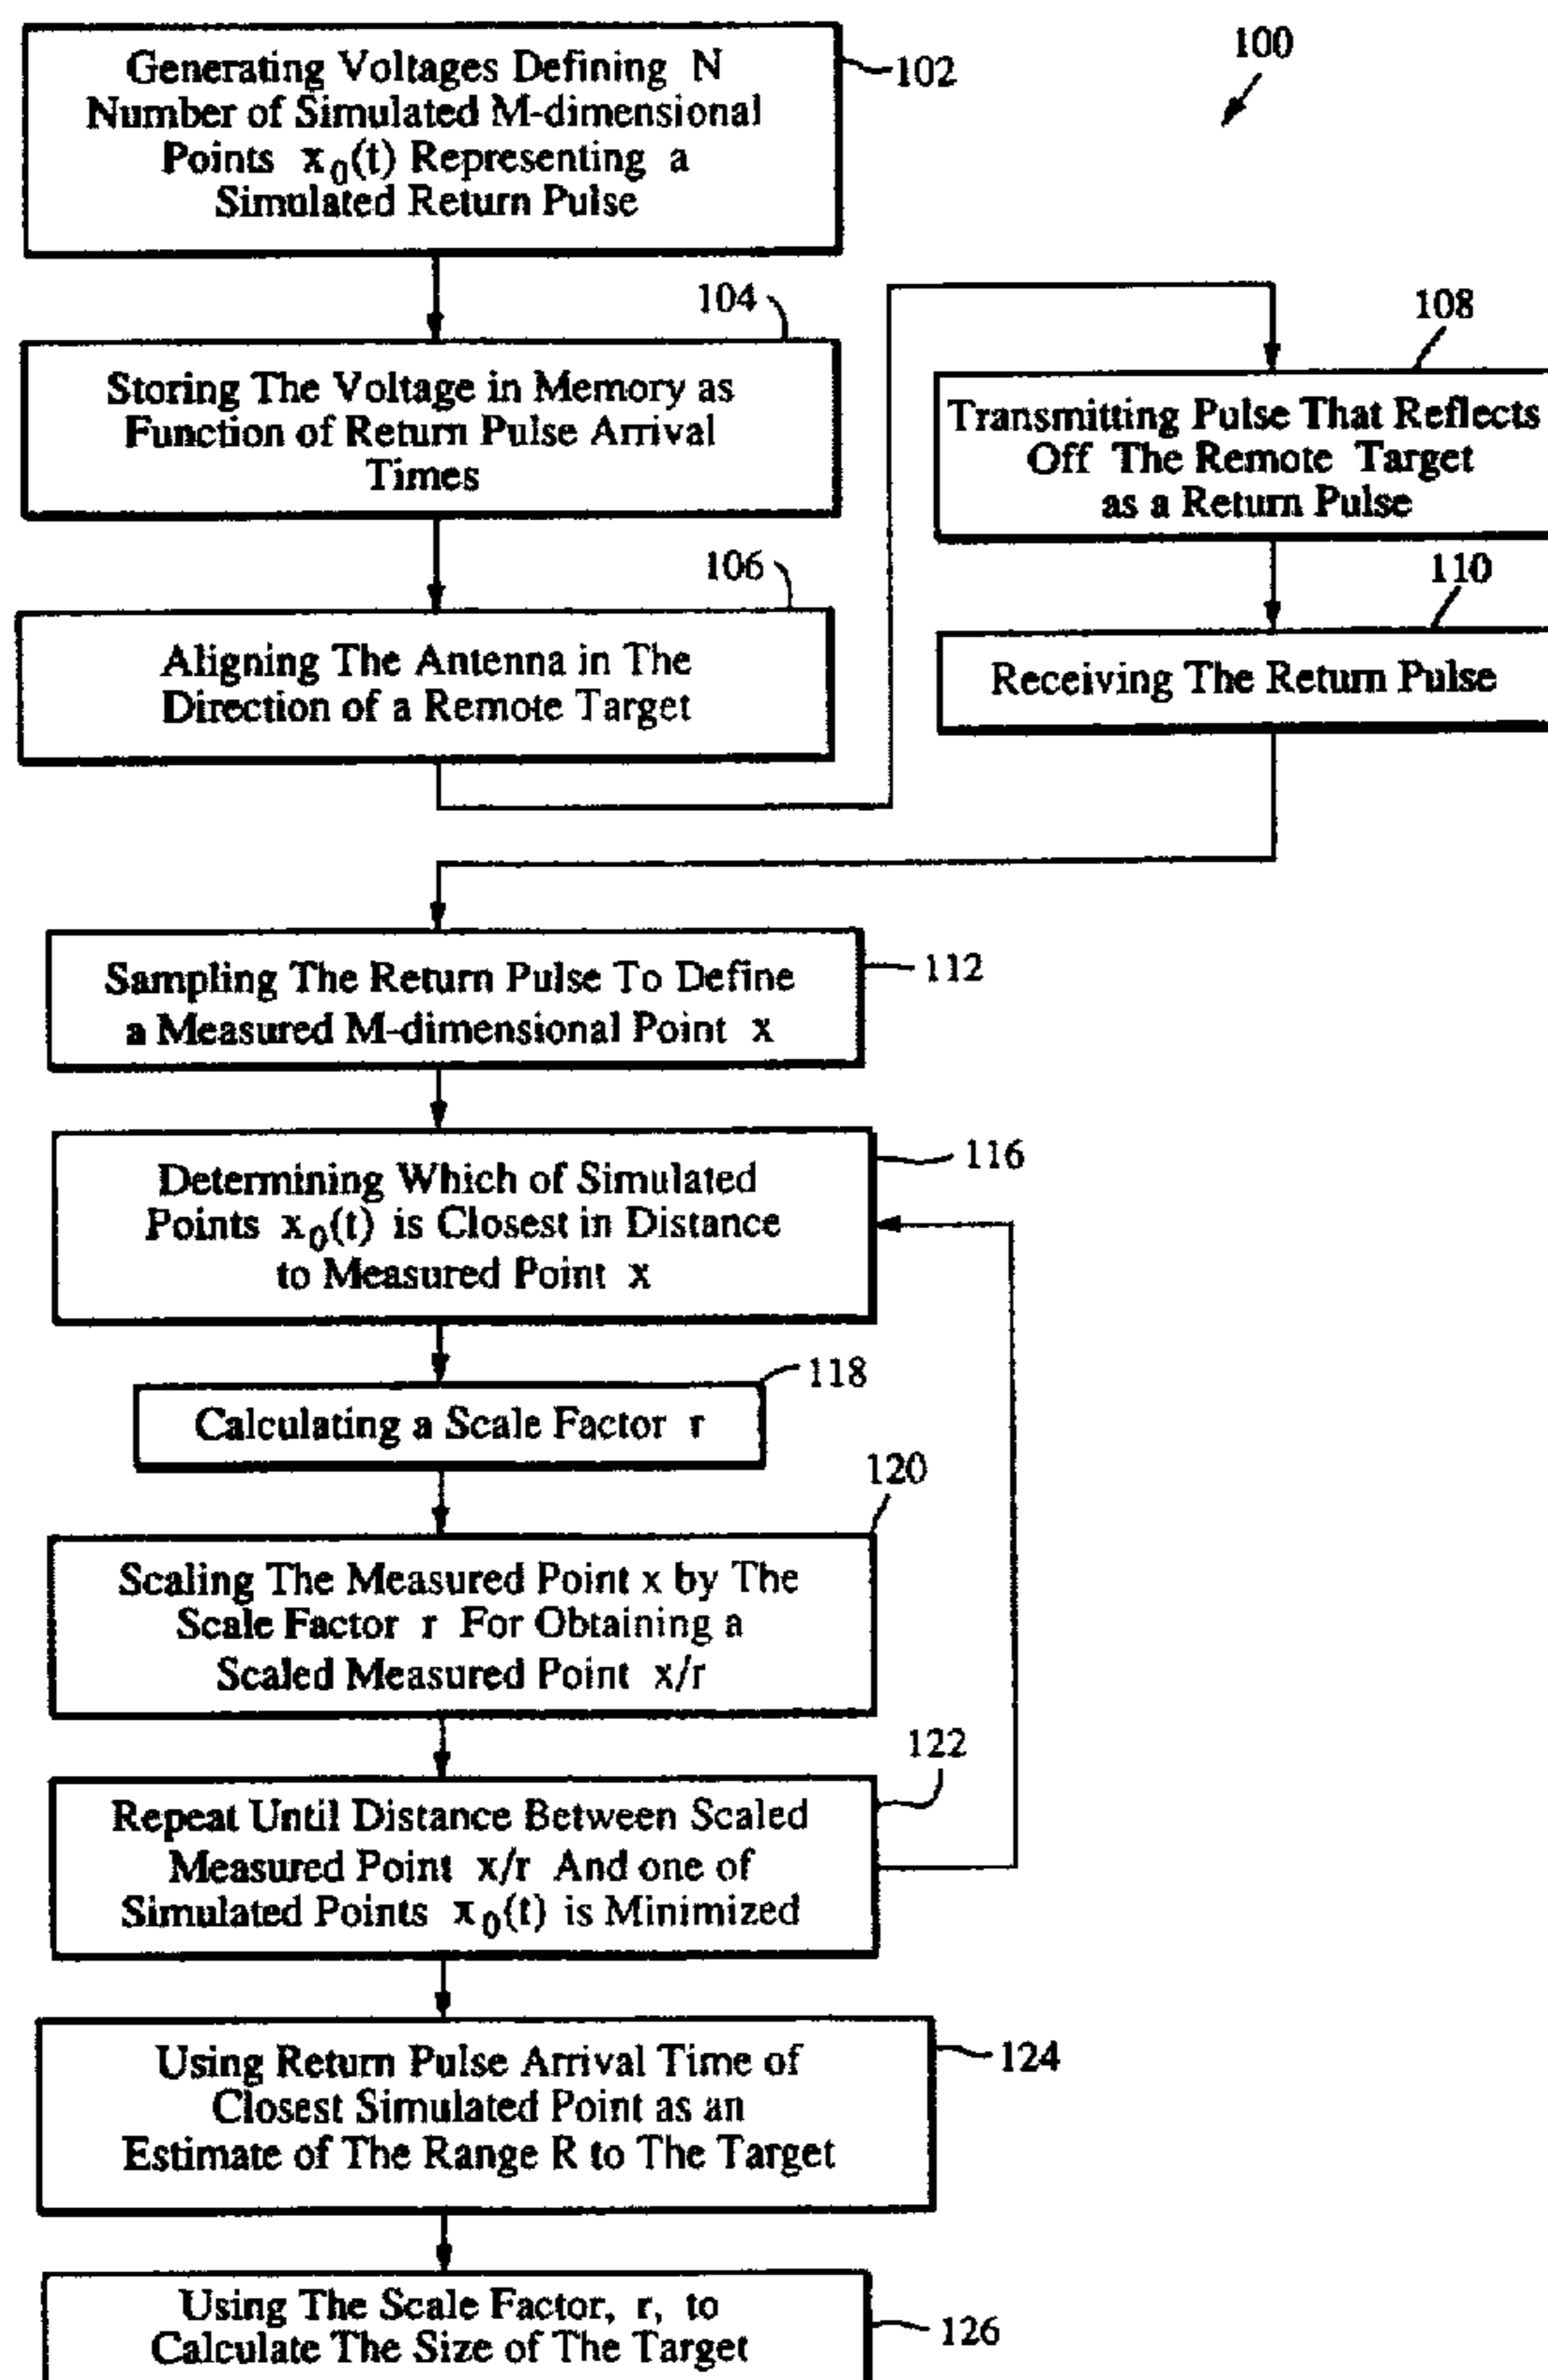 100
Generating Voltages Defining N
Number of Simulated M-dimensional
Points x0(t) Representing a
Simulated Return Pulse
102
104
Storing The Voltage in Memory as
Function of Return Pulse Arrival
Times
106
Aligning The Antenna in The
Direction of a Remote Target
108
Transmitting Pulse That Reflects
Off The Remote Target
as a Return Pulse
110
Receiving The Return Pulse
Sampling The Return Pulse To Define
a Measured M-dimensional Point x
112
Determining Which of Simulated
Points x0(t) is Closest in Distance
to Measured Point x
116
118
Calculating a Scale Factor r
120
Scaling The Measured Point x by The
Scale Factor r For Obtaining a
Scaled Measured Point x/r
122
Repeat Until Distance Between Scaled
Measured Point x/r And one of
Simulated Points x0(t) is Minimized
Using Return Pulse Arrival Time of
Closest Simulated Point as an
Estimate of The Range R to The Target
124
Using The Scale Factor, r, to
Calculate The Size of The Target
126